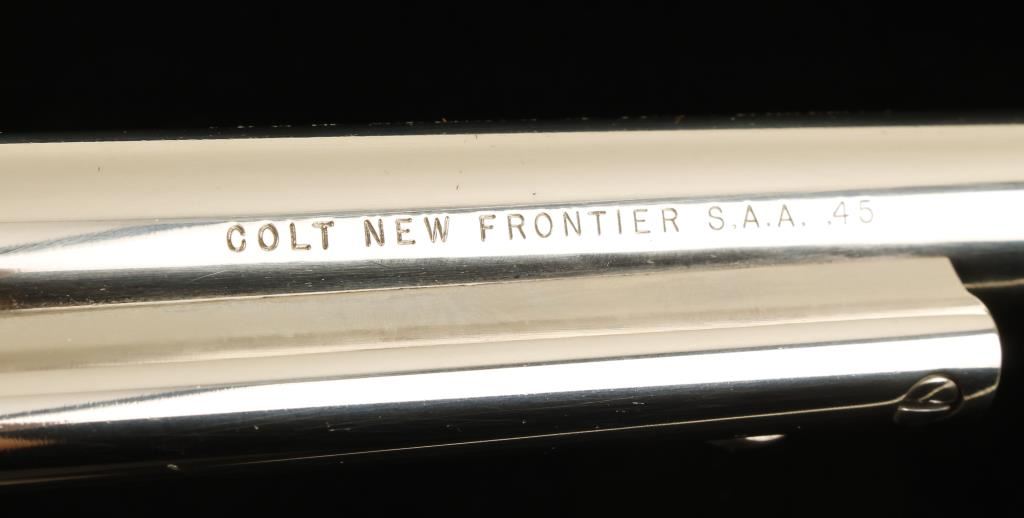 COLT NEW FRONTIER S.A.A. .45